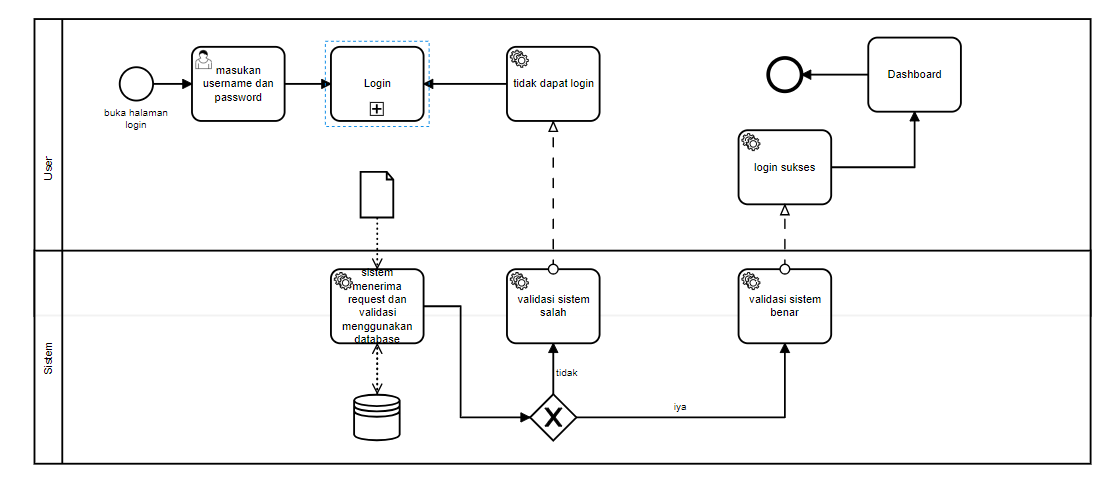 User
buka halaman
login
masukan
username dan
password
Login
tidak dapat login
Dashboard
login sukses
Sistem
sistem
menerima
request dan
validasi
menggunakan
database
validasi sistem
salah
validasi sistem
benar
tidak
iya
X